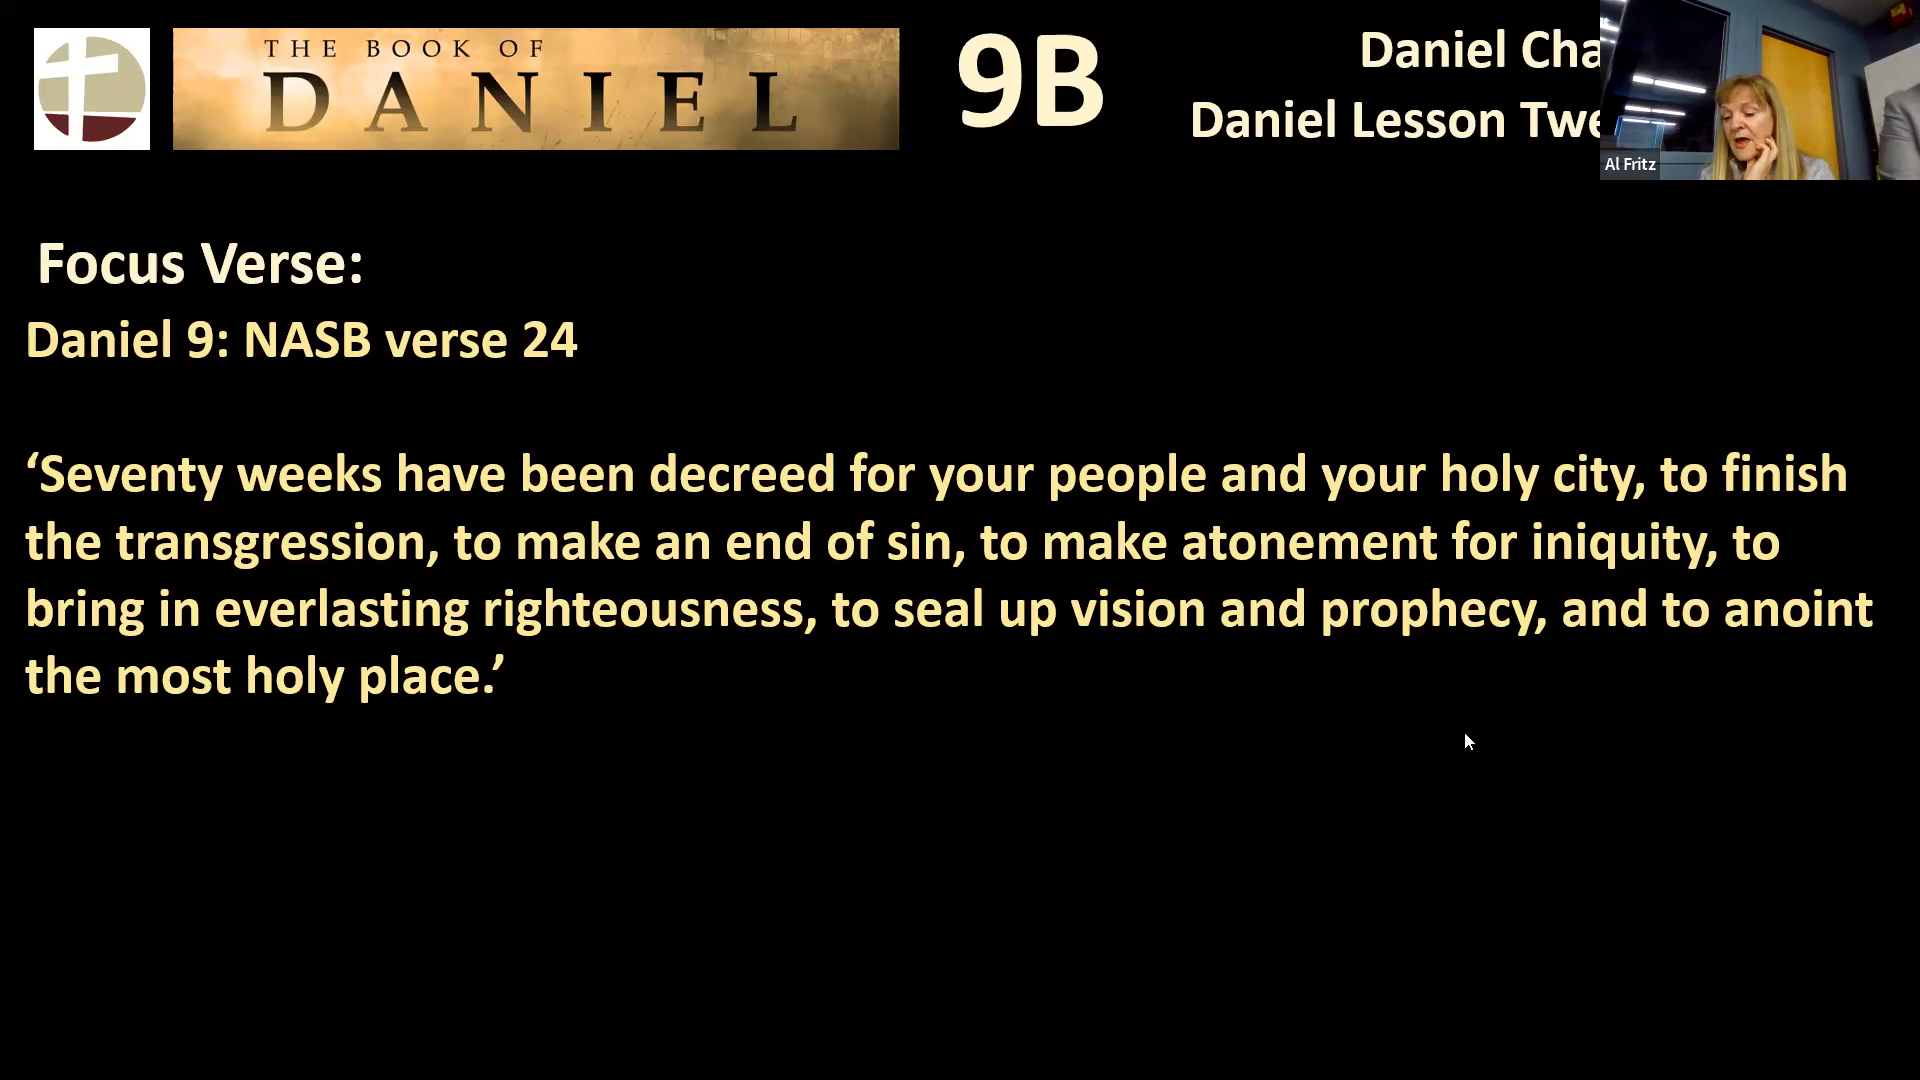 THE BOOK OF
DANIEL
9B
Daniel Cha
Daniel Lesson Twe
Al Fritz
Focus Verse:
Daniel 9: NASB verse 24
‘Seventy weeks have been decreed for your people and your holy city, to finish
the transgression, to make an end of sin, to make atonement for iniquity, to
bring in everlasting righteousness, to seal up vision and prophecy, and to anoint
the most holy place.’